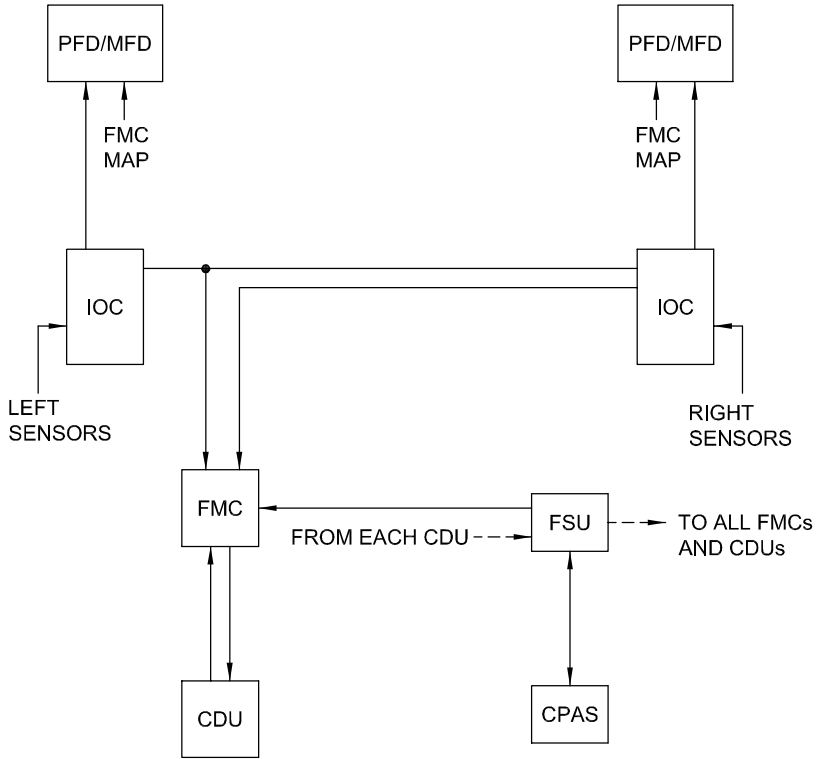 PFD/MFD
PFD/MFD
FMC
MAP
FMC
MAP
IOC
IOC
LEFT
SENSORS
RIGHT
SENSORS
FMC
FROM EACH CDU
FSU
TO ALL FMCs
AND CDUs
CDU
CPAS